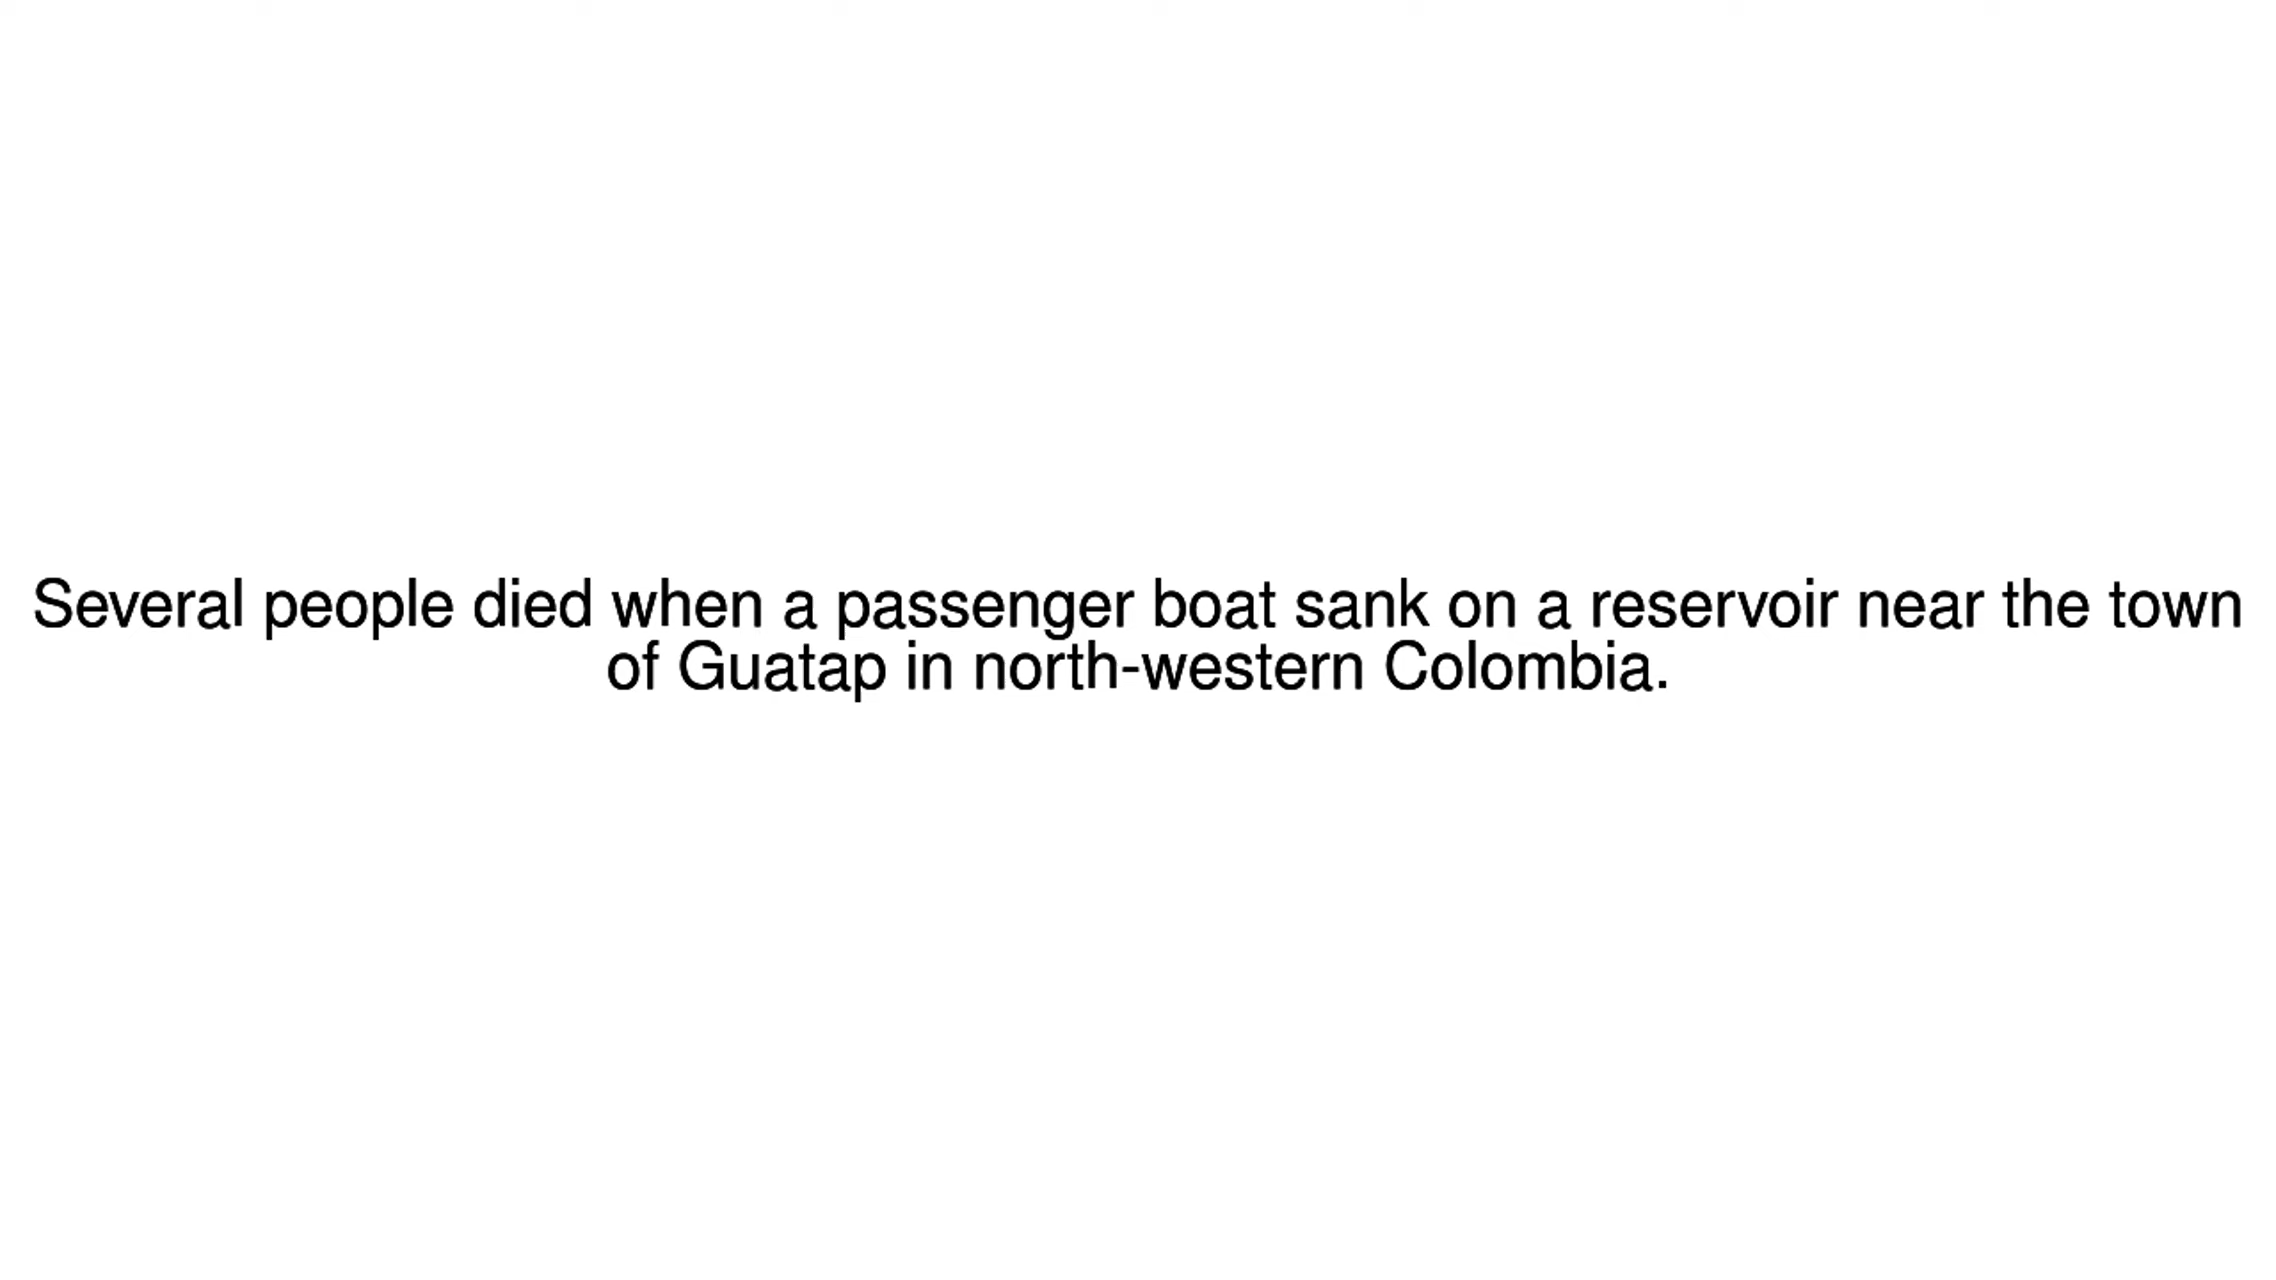 Several people died when a passenger boat sank on a reservoir near the town
of Guatap in north-western Colombia.